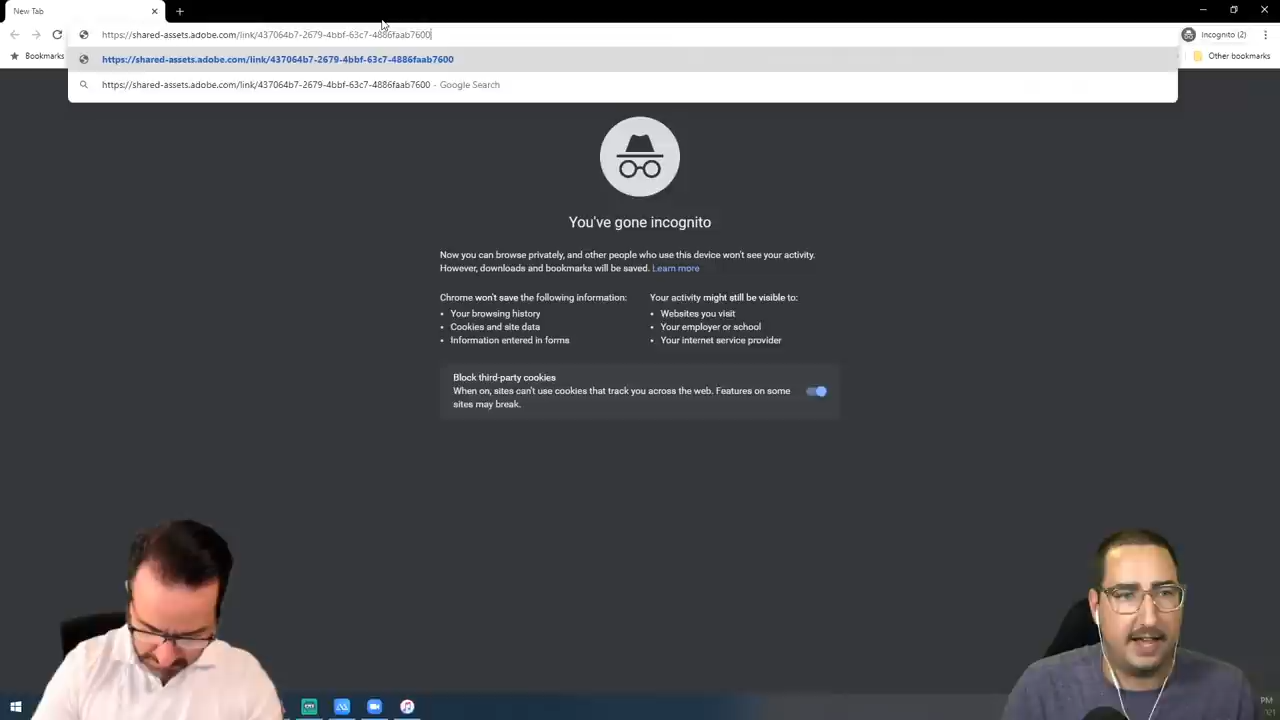 New Tab
https://shared-assets.adobe.com/link/437064b7-2679-4bbf-63c7-4886faab7600
Incognito (2)
Bookmarks
https://shared-assets.adobe.com/link/437064b7-2679-4bbf-63c7-4886faab7600
Other bookmarks
https://shared-assets.adobe.com/link/437064b7-2679-4bbf-63c7-4886faab7600 - Google Search
You've gone incognito
Now you can browse privately, and other people who use this device won't see your activity.
However, downloads and bookmarks will be saved. Learn more
Chrome won't save the following information:
• Your browsing history
• Cookies and site data
• Information entered in forms
Your activity might still be visible to:
• Websites you visit
• Your employer or school
• Your internet service provider
Block third-party cookies
When on, sites can't use cookies that track you across the web. Features on some
sites may break.
PM